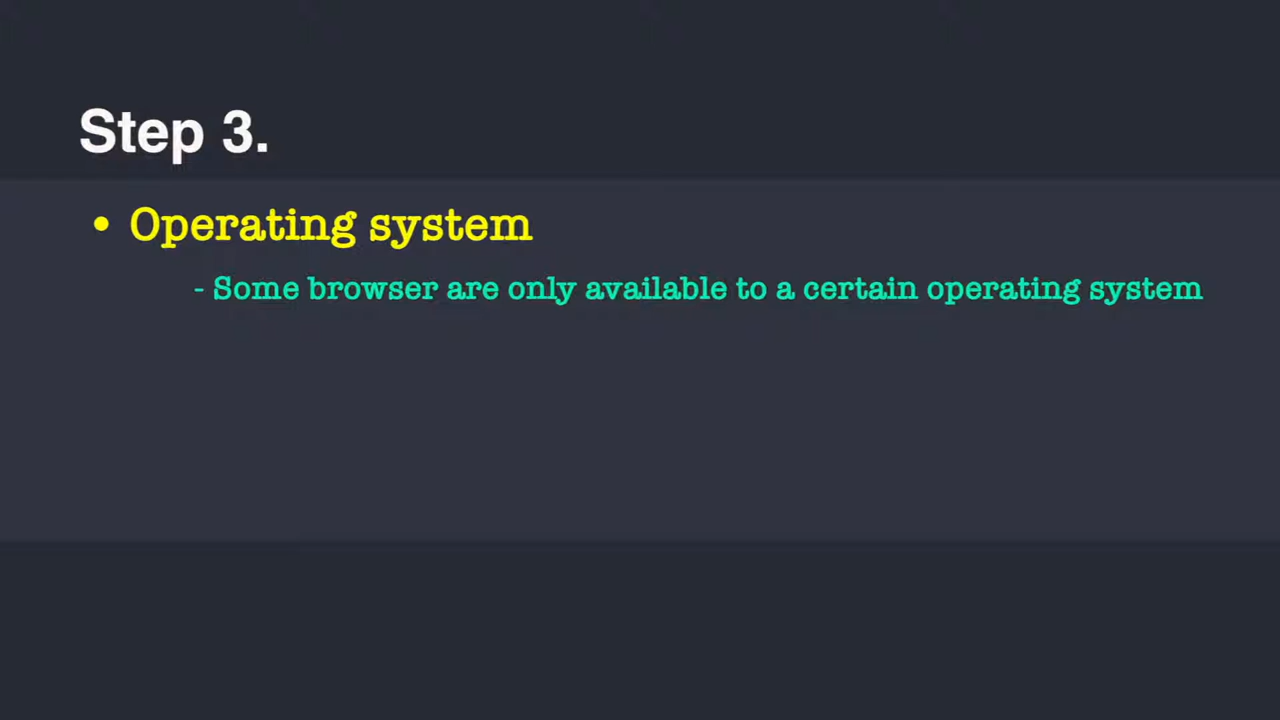 Step 3.
• Operating system
- Some browser are only available to a certain operating system